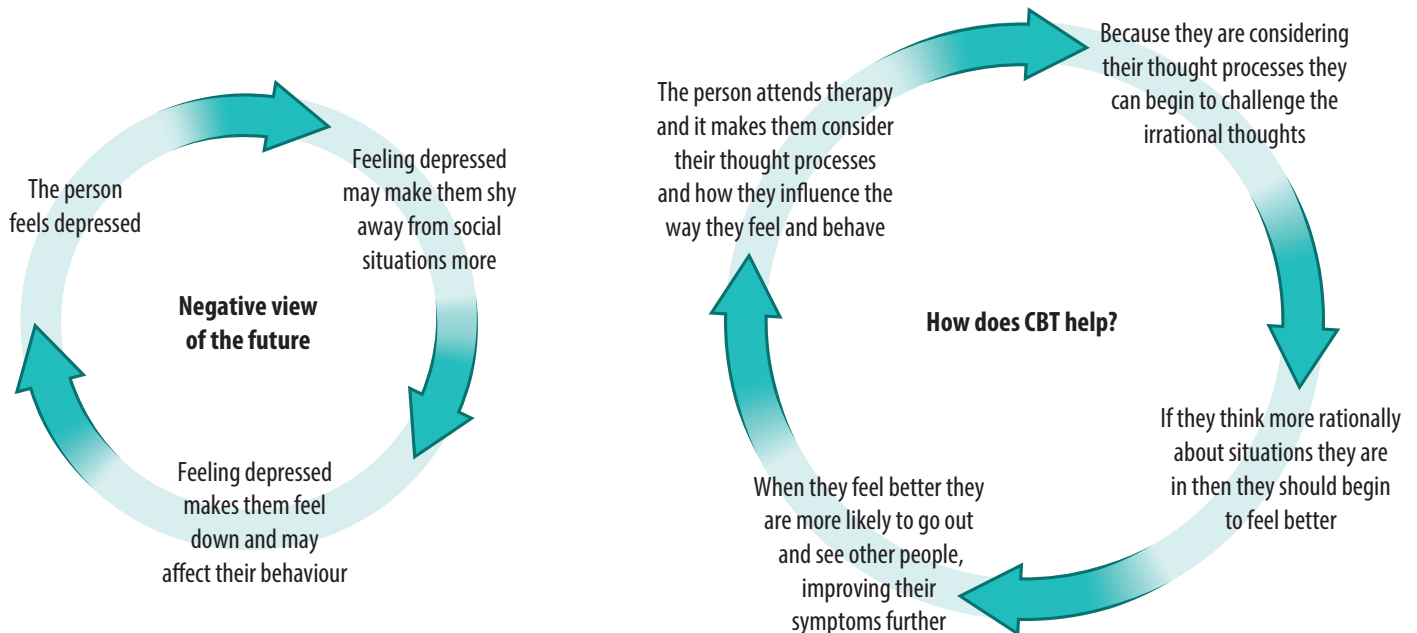 The person
feels depressed
Feeling depressed
may make them shy
away from social
situations more
Feeling depressed
makes them feel
down and may
affect their behaviour
Negative view
of the future
The person attends therapy
and it makes them consider
their thought processes
and how they influence the
way they feel and behave
Because they are considering
their thought processes they
can begin to challenge the
irrational thoughts
If they think more rationally
about situations they are
in then they should begin
to feel better
When they feel better they
are more likely to go out
and see other people,
improving their
symptoms further
How does CBT help?